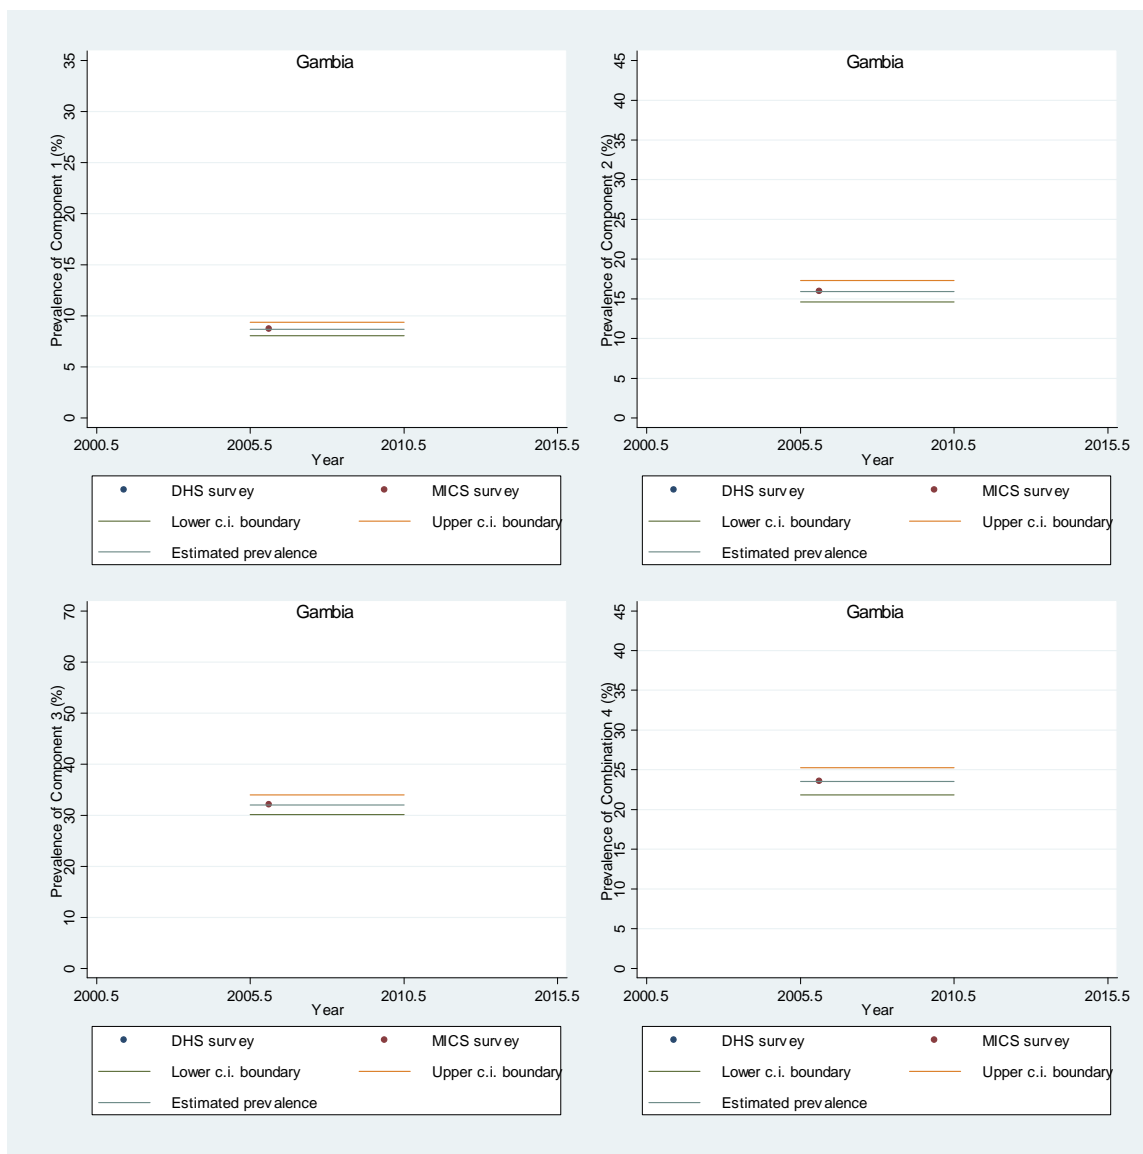 Gambia
35
30
25
20
15
10
5
0
Prevalence of Component 1 (%)
2000.5 2005.5 2010.5 2015.5
Year
DHS survey MICS survey
Lower c.i. boundary Upper c.i. boundary
Estimated prevalence
Gambia
45
40
35
30
25
20
15
10
5
0
Prevalence of Component 2 (%)
2000.5 2005.5 2010.5 2015.5
Year
DHS survey MICS survey
Lower c.i. boundary Upper c.i. boundary
Estimated prevalence
Gambia
70
60
50
40
30
20
10
0
Prevalence of Component 3 (%)
2000.5 2005.5 2010.5 2015.5
Year
DHS survey MICS survey
Lower c.i. boundary Upper c.i. boundary
Estimated prevalence
Gambia
45
40
35
30
25
20
15
10
5
0
Prevalence of Combination 4 (%)
2000.5 2005.5 2010.5 2015.5
Year
DHS survey MICS survey
Lower c.i. boundary Upper c.i. boundary
Estimated prevalence